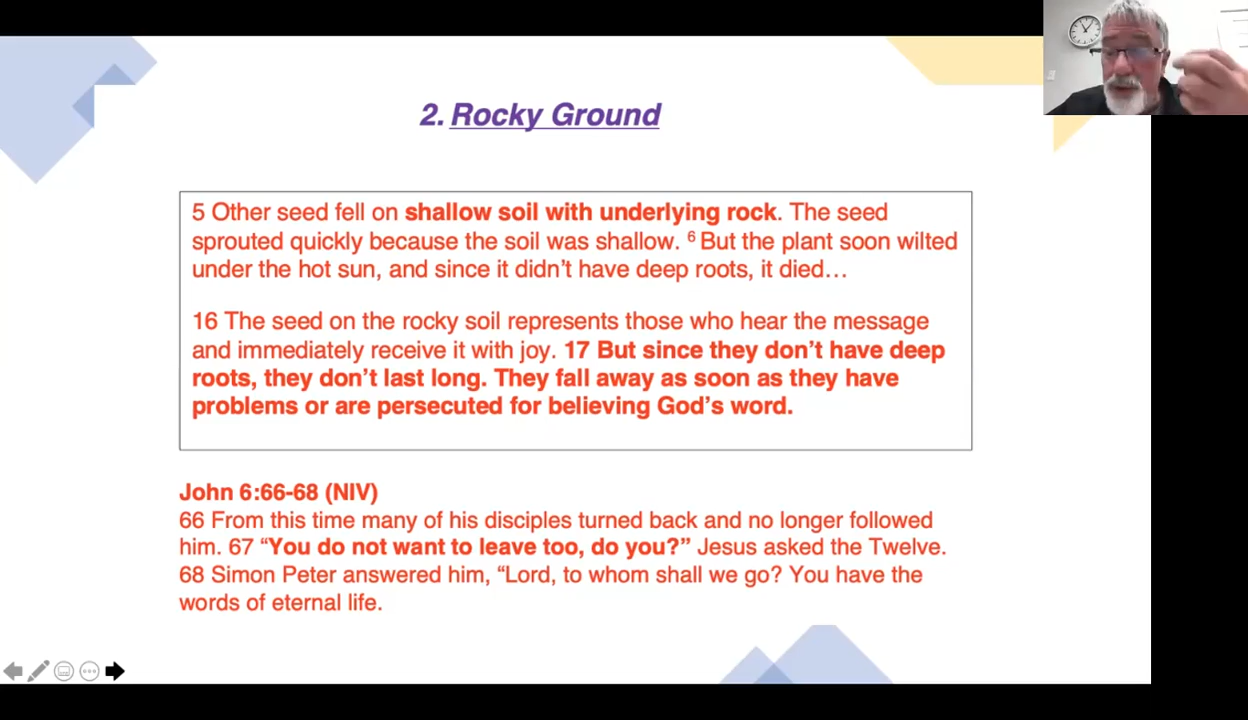 2. Rocky Ground
5 Other seed fell on shallow soil with underlying rock. The seed
sprouted quickly because the soil was shallow. ⁶ But the plant soon wilted
under the hot sun, and since it didn’t have deep roots, it died…
16 The seed on the rocky soil represents those who hear the message
and immediately receive it with joy. 17 But since they don’t have deep
roots, they don’t last long. They fall away as soon as they have
problems or are persecuted for believing God’s word.
John 6:66-68 (NIV)
66 From this time many of his disciples turned back and no longer followed
him. 67 “You do not want to leave too, do you?” Jesus asked the Twelve.
68 Simon Peter answered him, “Lord, to whom shall we go? You have the
words of eternal life.